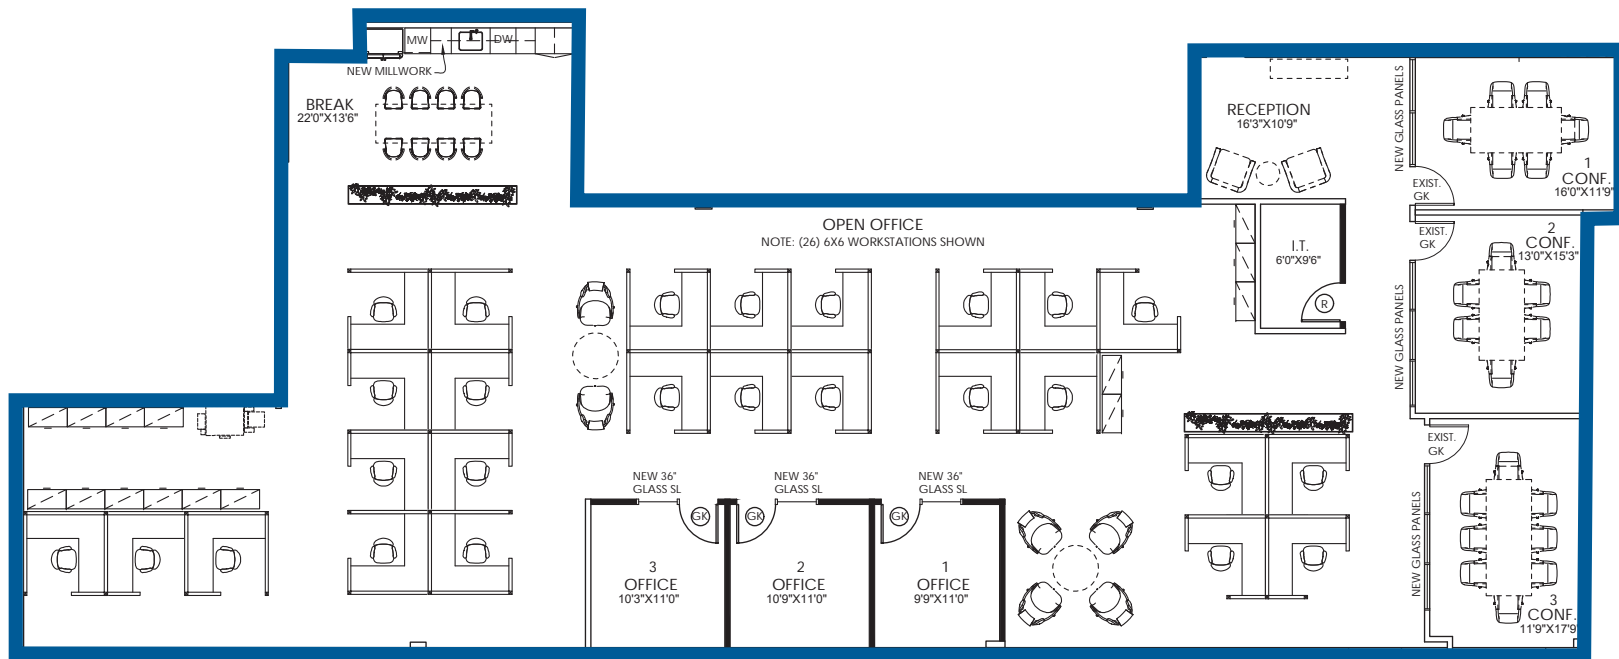 MW
DW
NEW MILLWORK
BREAK
22'0"X13'6"
RECEPTION
16'3"X10'9"
NEW GLASS PANELS
1
CONF.
16'0"X11'9"
EXIST.
GK
OPEN OFFICE
NOTE: (26) 6X6 WORKSTATIONS SHOWN
I.T.
6'0"X9'6"
R
EXIST.
GK
2
CONF.
13'0"X15'3"
NEW GLASS PANELS
EXIST.
GK
NEW 36"
GLASS SL
NEW 36"
GLASS SL
NEW 36"
GLASS SL
GK
GK
GK
3
OFFICE
10'3"X11'0"
2
OFFICE
10'9"X11'0"
1
OFFICE
9'9"X11'0"
NEW GLASS PANELS
3
CONF.
11'9"X17'9"